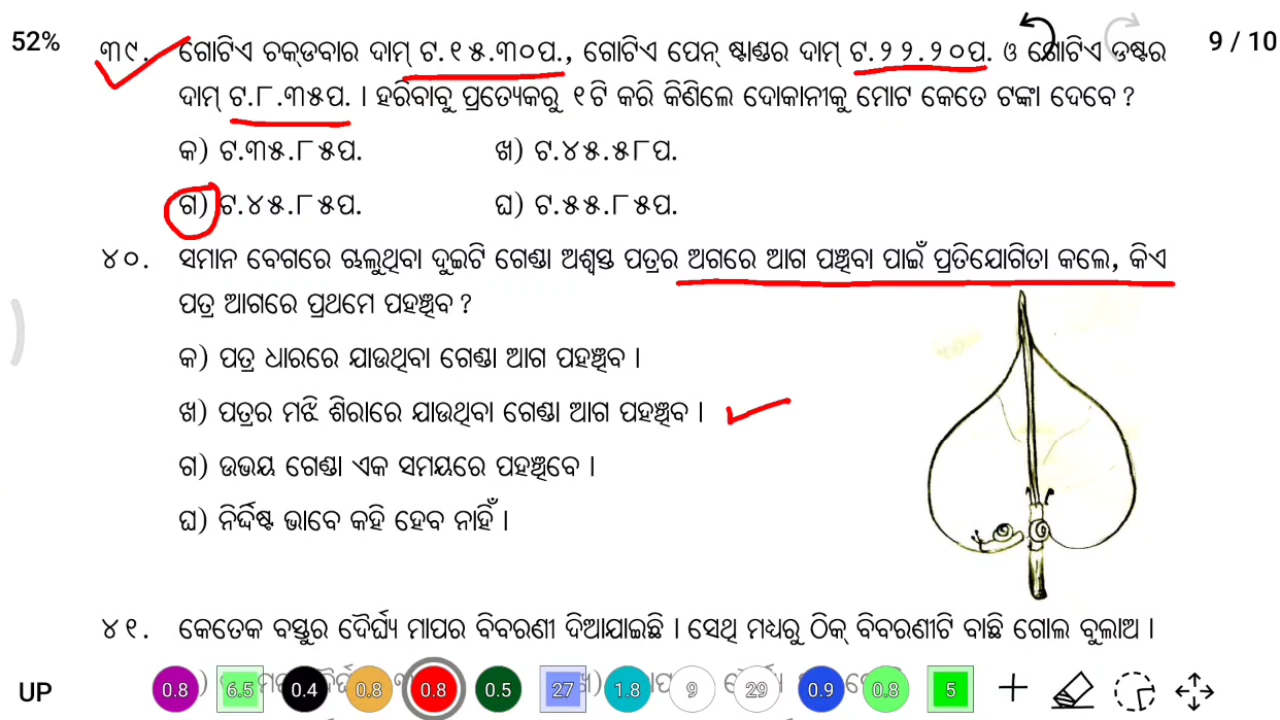 52%
9 / 10
୩୯. ଗୋଟିଏ ଚକ୍‌ଡବାର ଦାମ୍ ଟ.୧୫.୩୦ପ., ଗୋଟିଏ ପେନ୍ ଷ୍ଟାଣ୍ଡର ଦାମ୍ ଟ.୨୨.୨୦ପ. ଓ ଗୋଟିଏ ଡଷ୍ଟର
ଦାମ୍ ଟ.୮.୩୫ପ. । ହରିବାବୁ ପ୍ରତ୍ୟେକରୁ ୧ଟି କରି କିଣିଲେ ଦୋକାନୀକୁ ମୋଟ କେତେ ଟଙ୍କା ଦେବେ ?
କ) ଟ.୩୫.୮୫ପ. ଖ) ଟ.୪୫.୫୮ପ.
ଗ) ଟ.୪୫.୮୫ପ. ଘ) ଟ.୫୫.୮୫ପ.
୪୦. ସମାନ ବେଗରେ ଋଲୁଥିବା ଦୁଇଟି ଗେଣ୍ଡା ଅଶ୍ୱସ୍ତ ପତ୍ରର ଅଗରେ ଆଗ ପଞ୍ଚିବା ପାଇଁ ପ୍ରତିଯୋଗିତା କଲେ, କିଏ
ପତ୍ର ଆଗରେ ପ୍ରଥମେ ପହଞ୍ଚିବ ?
କ) ପତ୍ର ଧାରରେ ଯାଉଥିବା ଗେଣ୍ଡା ଆଗ ପହଞ୍ଚିବ ।
ଖ) ପତ୍ରର ମଝି ଶିରାରେ ଯାଉଥିବା ଗେଣ୍ଡା ଆଗ ପହଞ୍ଚିବ ।
ଗ) ଉଭୟ ଗେଣ୍ଡା ଏକ ସମୟରେ ପହଞ୍ଚିବେ ।
ଘ) ନିର୍ଦ୍ଦିଷ୍ଟ ଭାବେ କହି ହେବ ନାହିଁ ।
୪୧. କେତେକ ବସ୍ତୁର ଦୈର୍ଘ୍ୟ ମାପର ବିବରଣୀ ଦିଆଯାଇଛି । ସେଥି ମଧ୍ୟରୁ ଠିକ୍ ବିବରଣୀଟି ବାଛି ଗୋଲ ବୁଲାଅ ।
UP 0.8 6.5 0.4 0.8 0.8 0.5 27 1.8 9 29 0.9 0.8 5